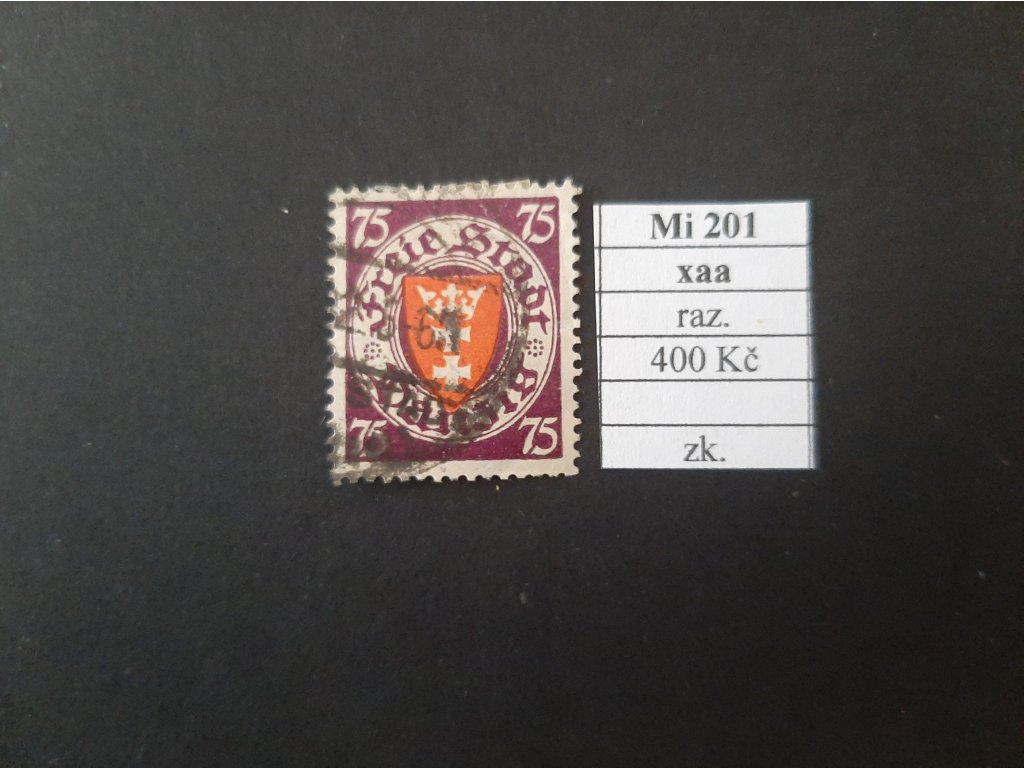 75 75
Freie Stadt
Danzig
75 75
Mi 201
xaa
raz.
400 Kč
zk.